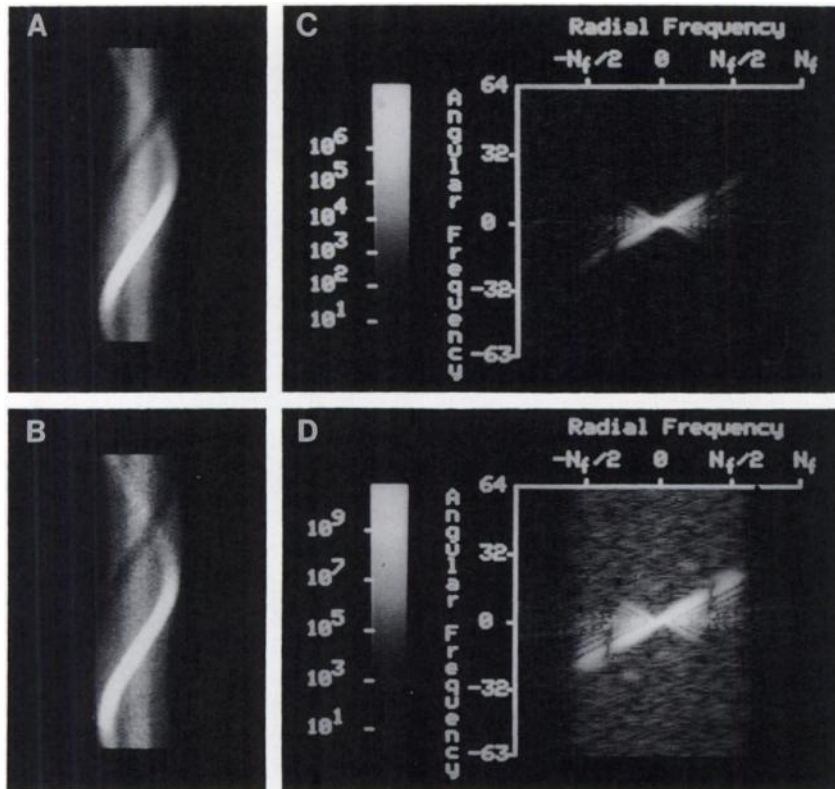 A
C
Radial Frequency
-Nf/2 0 Nf/2 Nf
Angular Frequency
64
32
0
-32
-63
10^6
10^5
10^4
10^3
10^2
10^1
B
D
Radial Frequency
-Nf/2 0 Nf/2 Nf
Angular Frequency
64
32
0
-32
-63
10^9
10^7
10^5
10^3
10^1